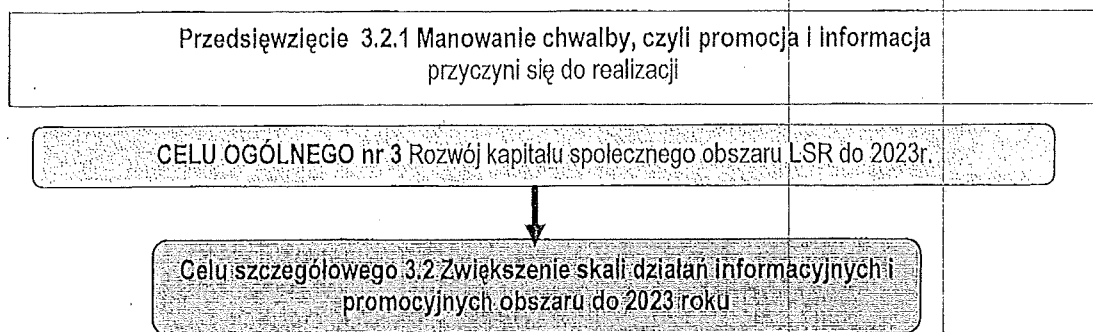 Przedsięwzięcie 3.2.1 Manowanie chwalby, czyli promocja i informacja
przyczyni się do realizacji
CELU OGÓLNEGO nr 3 Rozwój kapitału społecznego obszaru LSR do 2023r.
Celu szczegółowego 3.2 Zwiększenie skali działań informacyjnych i
promocyjnych obszaru do 2023 roku